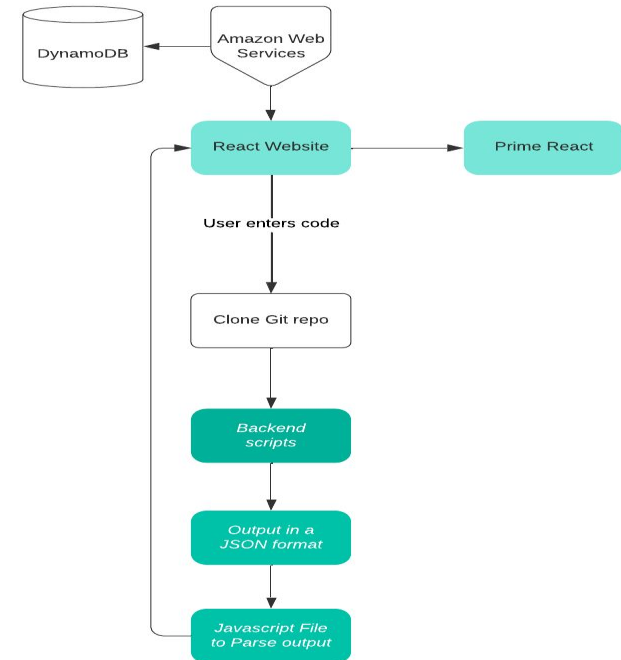 DynamoDB
Amazon Web
Services
React Website
Prime React
User enters code
Clone Git repo
Backend
scripts
Output in a
JSON format
Javascript File
to Parse output